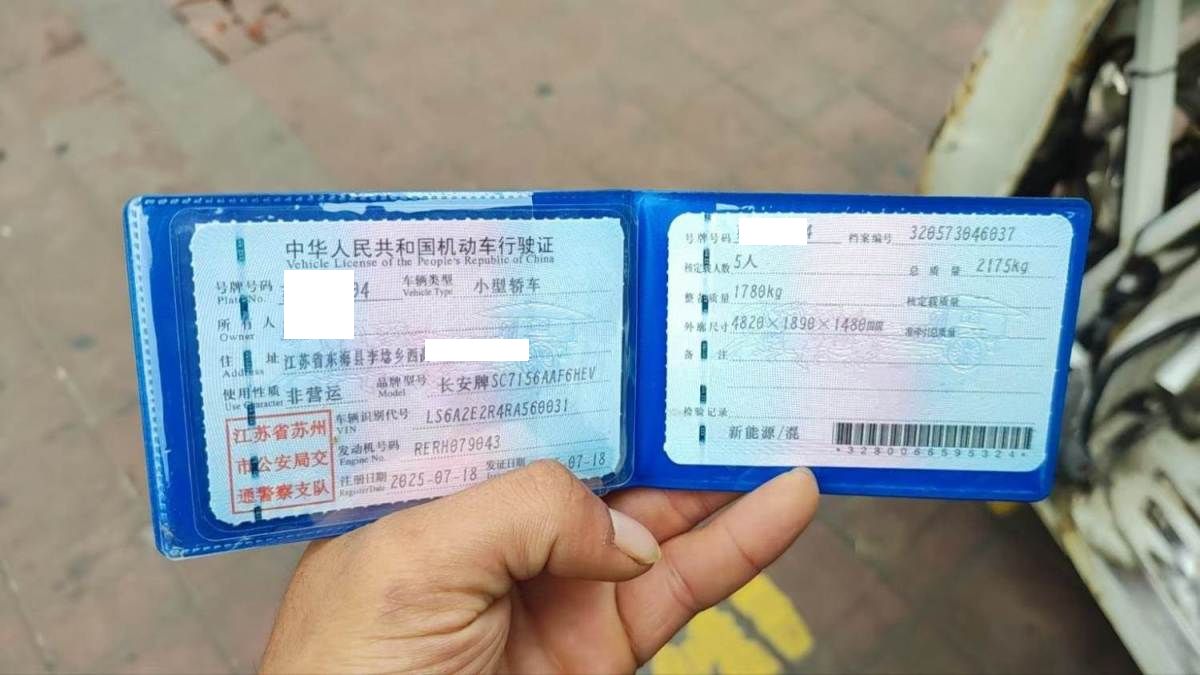 中华人民共和国机动车行驶证
Vehicle License of the People's Republic of China
号牌号码
Plate No.
04
车辆类型
Vehicle Type
小型轿车
所有人
Owner
住址
Address
江苏省东海县李埝乡西
使用性质
Use Character
非营运
品牌型号
Model
长安牌SC7156AAF6HEV
车辆识别代号
VIN
LS6A2E2R4RA560031
发动机号码
Engine No.
RERH079043
注册日期
Register Date
2025-07-18
发证日期
07-18
江苏省苏州
市公安局交
通警察支队
号牌号码
4
档案编号
320573046037
核定载人数
5人
总质量
2175kg
整备质量
1780kg
核定载质量
外廓尺寸
4820×1890×1480
准牵引总质量
备注
检验记录
新能源/混
*3280066595324*